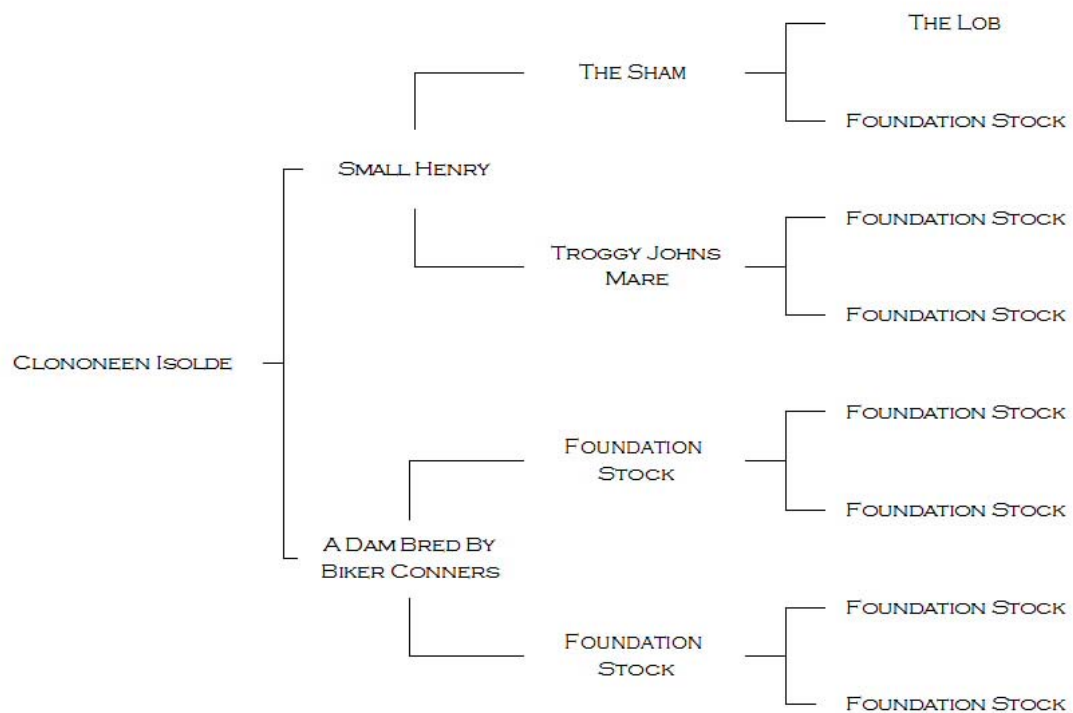 The Lob
The Sham
Foundation Stock
Small Henry
Foundation Stock
Troggy Johns
Mare
Foundation Stock
Clononeen Isolde
Foundation Stock
Foundation
Stock
Foundation Stock
A Dam Bred By
Biker Conners
Foundation Stock
Foundation
Stock
Foundation Stock